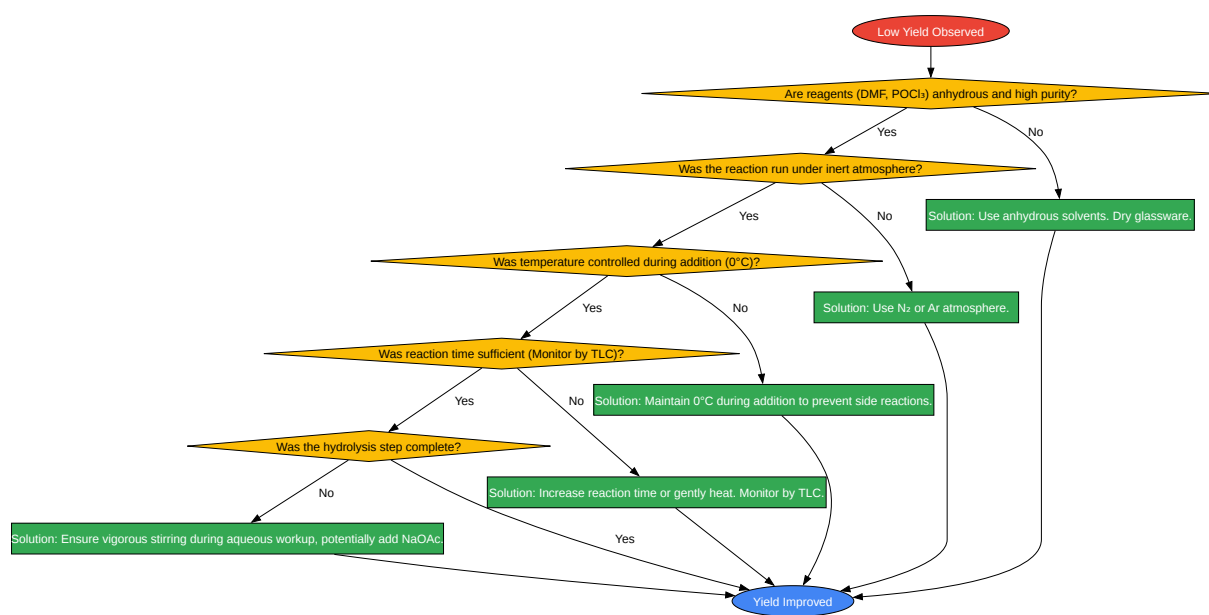 Low Yield Observed
Are reagents (DMF, POCl₃) anhydrous and high purity?
Yes
No
Was the reaction run under inert atmosphere?
Solution: Use anhydrous solvents. Dry glassware.
Yes
No
Was temperature controlled during addition (0°C)?
Solution: Use N₂ or Ar atmosphere.
Yes
No
Was reaction time sufficient (Monitor by TLC)?
Solution: Maintain 0°C during addition to prevent side reactions.
Yes
No
Was the hydrolysis step complete?
Solution: Increase reaction time or gently heat. Monitor by TLC.
No
Yes
Solution: Ensure vigorous stirring during aqueous workup, potentially add NaOAc.
Yield Improved